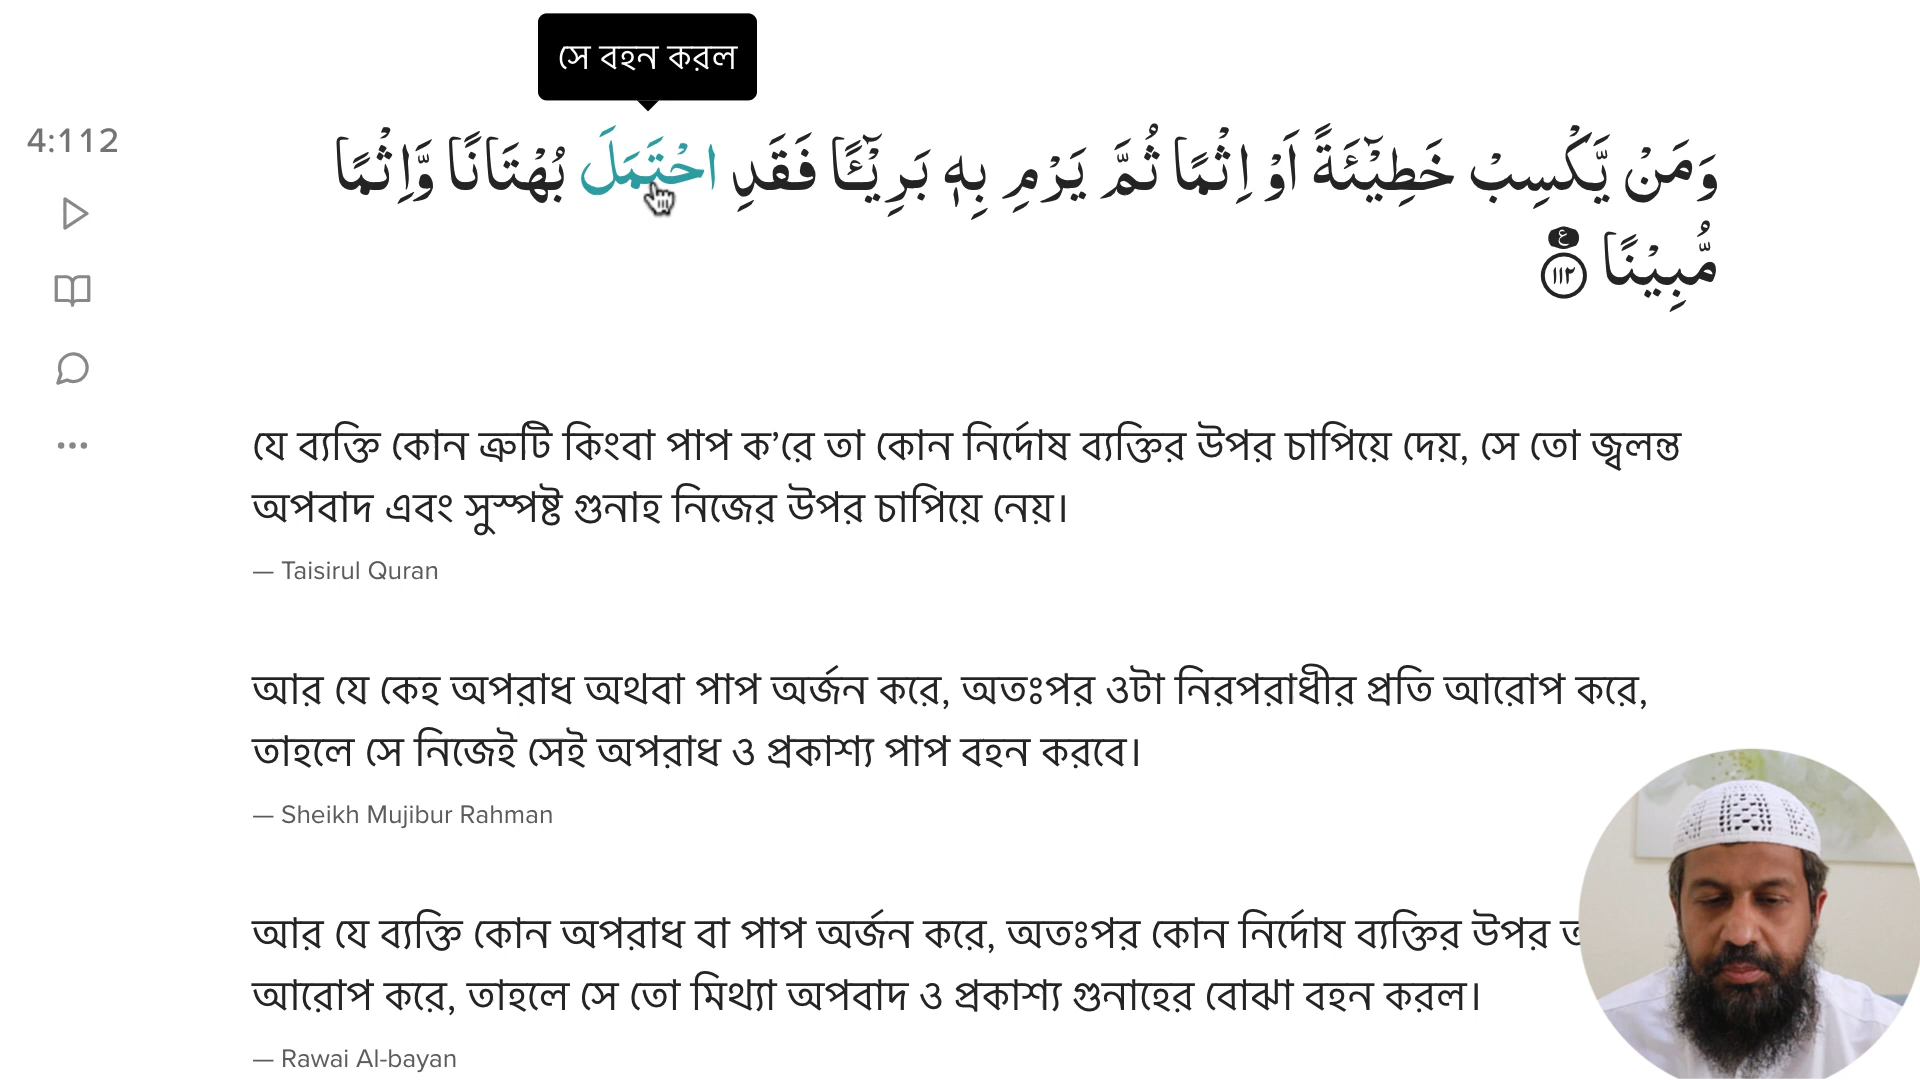 সে বহন করল
4:112
وَمَنْ يَّكْسِبْ خَطِيْٓئَةً اَوْ اِثْمًا ثُمَّ يَرْمِ بِهٖ بَرِيْٓـًٔا فَقَدِ احْتَمَلَ بُهْتَانًا وَّاِثْمًا
مُّبِيْنًا ١١٢ ع
যে ব্যক্তি কোন ত্রুটি কিংবা পাপ ক’রে তা কোন নির্দোষ ব্যক্তির উপর চাপিয়ে দেয়, সে তো জ্বলন্ত
অপবাদ এবং সুস্পষ্ট গুনাহ নিজের উপর চাপিয়ে নেয়।
— Taisirul Quran
আর যে কেহ অপরাধ অথবা পাপ অর্জন করে, অতঃপর ওটা নিরপরাধীর প্রতি আরোপ করে,
তাহলে সে নিজেই সেই অপরাধ ও প্রকাশ্য পাপ বহন করবে।
— Sheikh Mujibur Rahman
আর যে ব্যক্তি কোন অপরাধ বা পাপ অর্জন করে, অতঃপর কোন নির্দোষ ব্যক্তির উপর
আরোপ করে, তাহলে সে তো মিথ্যা অপবাদ ও প্রকাশ্য গুনাহের বোঝা বহন করল।
— Rawai Al-bayan